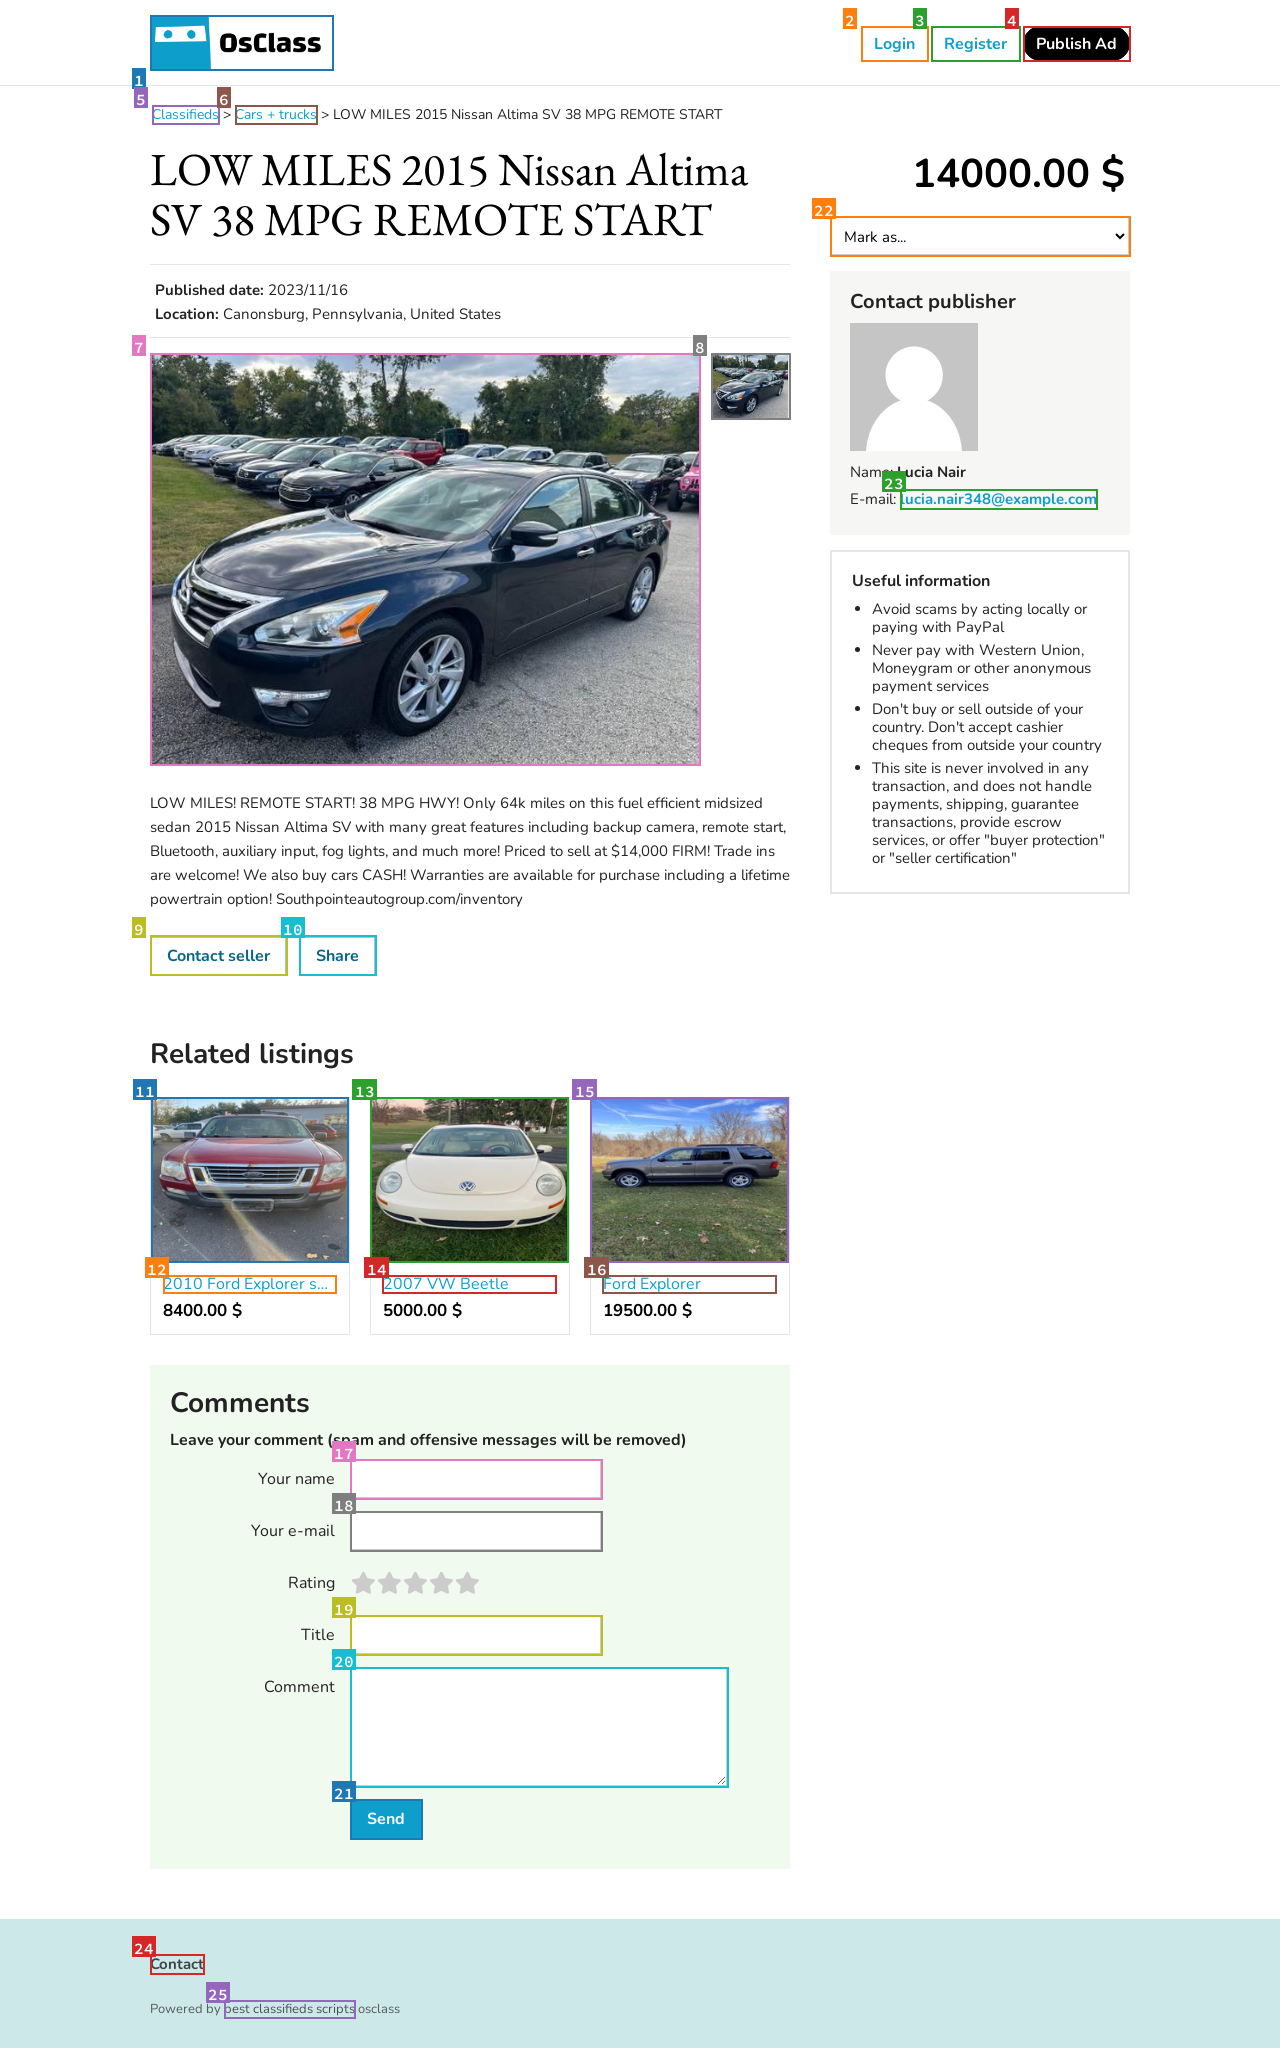 OsClass
1
2
Login
3
Register
4
Publish Ad
5
Classifieds > 6 Cars + trucks > LOW MILES 2015 Nissan Altima SV 38 MPG REMOTE START
LOW MILES 2015 Nissan Altima
SV 38 MPG REMOTE START
Published date: 2023/11/16
Location: Canonsburg, Pennsylvania, United States
7
8
LOW MILES! REMOTE START! 38 MPG HWY! Only 64k miles on this fuel efficient midsized
sedan 2015 Nissan Altima SV with many great features including backup camera, remote start,
Bluetooth, auxiliary input, fog lights, and much more! Priced to sell at $14,000 FIRM! Trade ins
are welcome! We also buy cars CASH! Warranties are available for purchase including a lifetime
powertrain option! Southpointeautogroup.com/inventory
9
Contact seller
10
Share
14000.00 $
22
Mark as...
Contact publisher
Name: Lucia Nair
23
E-mail: lucia.nair348@example.com
Useful information
• Avoid scams by acting locally or
paying with PayPal
• Never pay with Western Union,
Moneygram or other anonymous
payment services
• Don't buy or sell outside of your
country. Don't accept cashier
cheques from outside your country
• This site is never involved in any
transaction, and does not handle
payments, shipping, guarantee
transactions, provide escrow
services, or offer "buyer protection"
or "seller certification"
Related listings
11
12
2010 Ford Explorer s...
8400.00 $
13
14
2007 VW Beetle
5000.00 $
15
16
Ford Explorer
19500.00 $
Comments
Leave your comment (spam and offensive messages will be removed)
17
Your name
18
Your e-mail
Rating
19
Title
20
Comment
21
Send
24
Contact
25
Powered by best classifieds scripts osclass